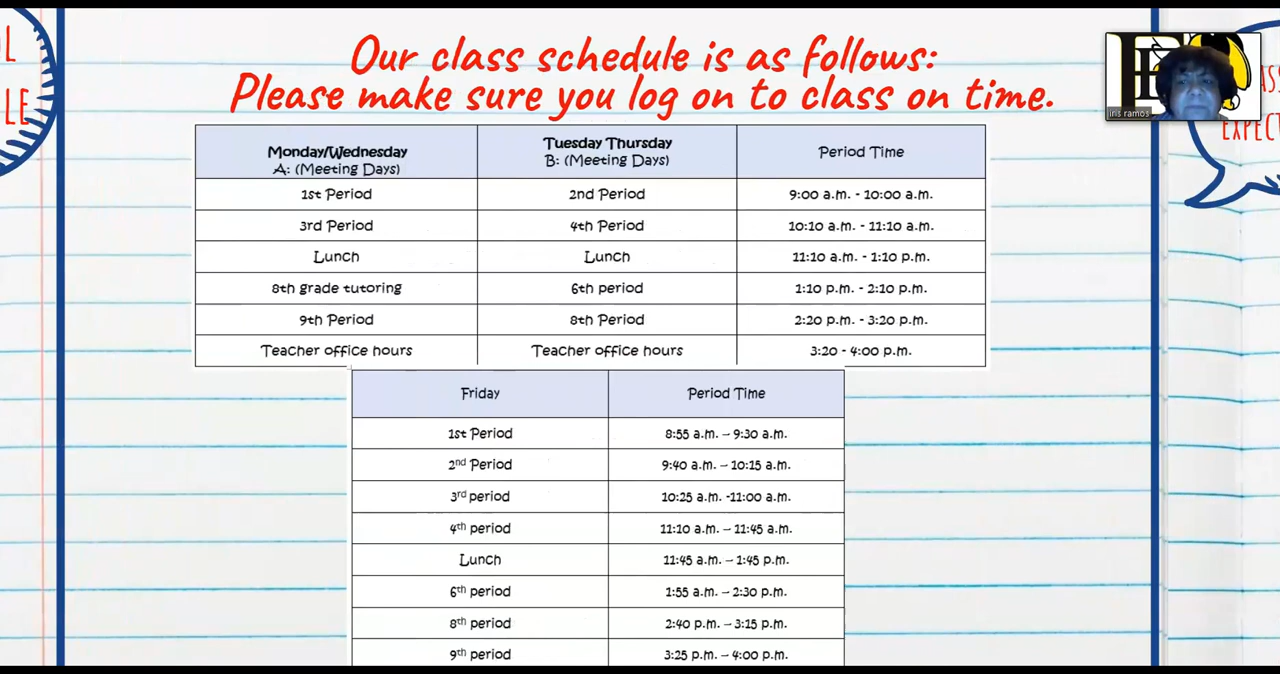 OL
LE
Our class schedule is as follows:
Please make sure you log on to class on time.
iris ramos
EXPECT
Monday/Wednesday
A: (Meeting Days)
Tuesday Thursday
B: (Meeting Days)
Period Time
1st Period 2nd Period 9:00 a.m. - 10:00 a.m.
3rd Period 4th Period 10:10 a.m. - 11:10 a.m.
Lunch Lunch 11:10 a.m. - 1:10 p.m.
8th grade tutoring 6th period 1:10 p.m. - 2:10 p.m.
9th Period 8th Period 2:20 p.m. - 3:20 p.m.
Teacher office hours Teacher office hours 3:20 - 4:00 p.m.
Friday Period Time
1st Period 8:55 a.m. – 9:30 a.m.
2nd Period 9:40 a.m. – 10:15 a.m.
3rd period 10:25 a.m. -11:00 a.m.
4th period 11:10 a.m. – 11:45 a.m.
Lunch 11:45 a.m. – 1:45 p.m.
6th period 1:55 a.m. – 2:30 p.m.
8th period 2:40 p.m. – 3:15 p.m.
9th period 3:25 p.m. – 4:00 p.m.